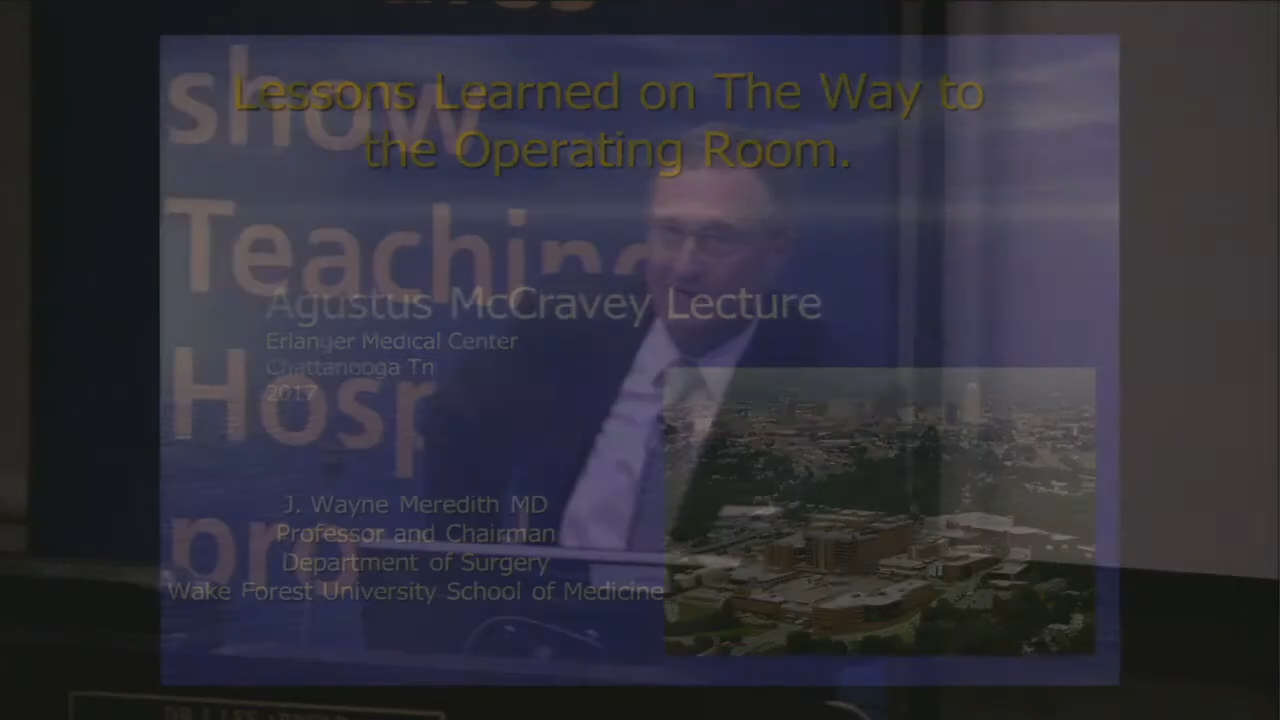 show
Teaching
Hosp
pro
Lessons Learned on The Way to
the Operating Room.
Agustus McCravey Lecture
Erlanger Medical Center
Chattanooga Tn
2017
J. Wayne Meredith MD
Professor and Chairman
Department of Surgery
Wake Forest University School of Medicine